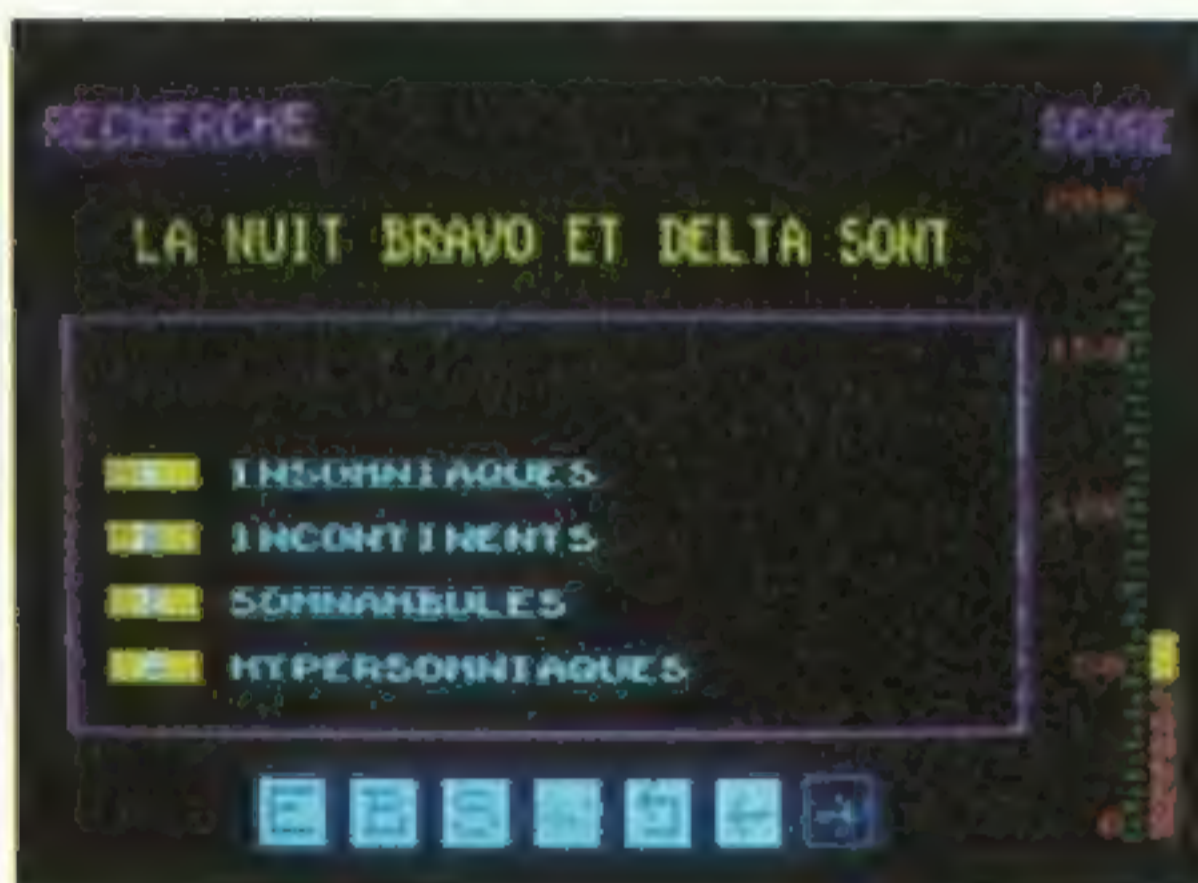 RECHERCHE
SCORE
LA NUIT BRAVO ET DELTA SONT
INSOMNIAQUES
INCONTINENTS
SOMNAMBULES
HYPERSOMNIAQUES
E B S